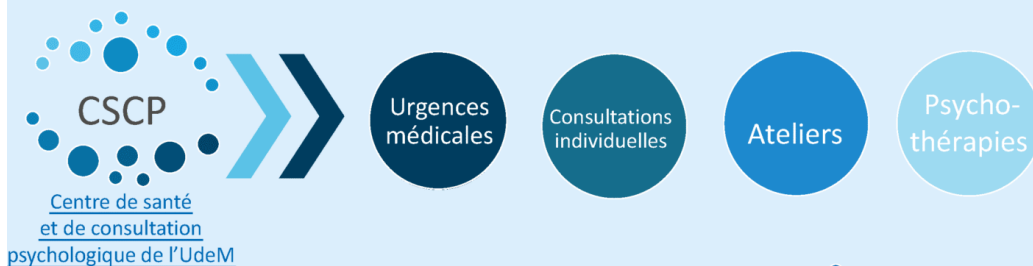 CSCP
Centre de santé
et de consultation
psychologique de l'UdeM
Urgences
médicales
Consultations
individuelles
Ateliers
Psycho-
thérapies